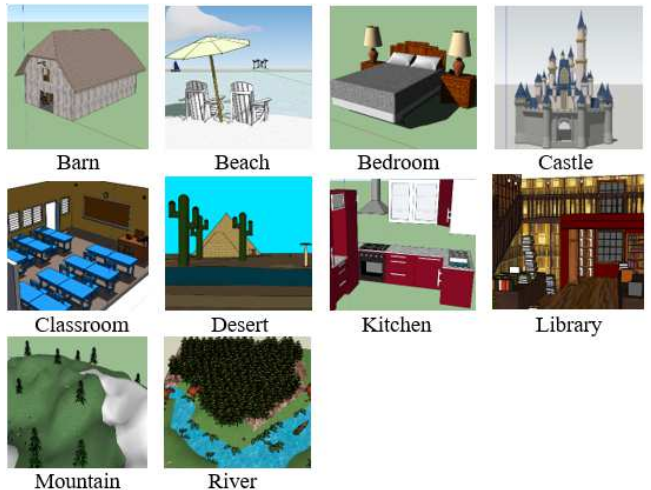 Barn Beach Bedroom Castle
Classroom Desert Kitchen Library
Mountain River